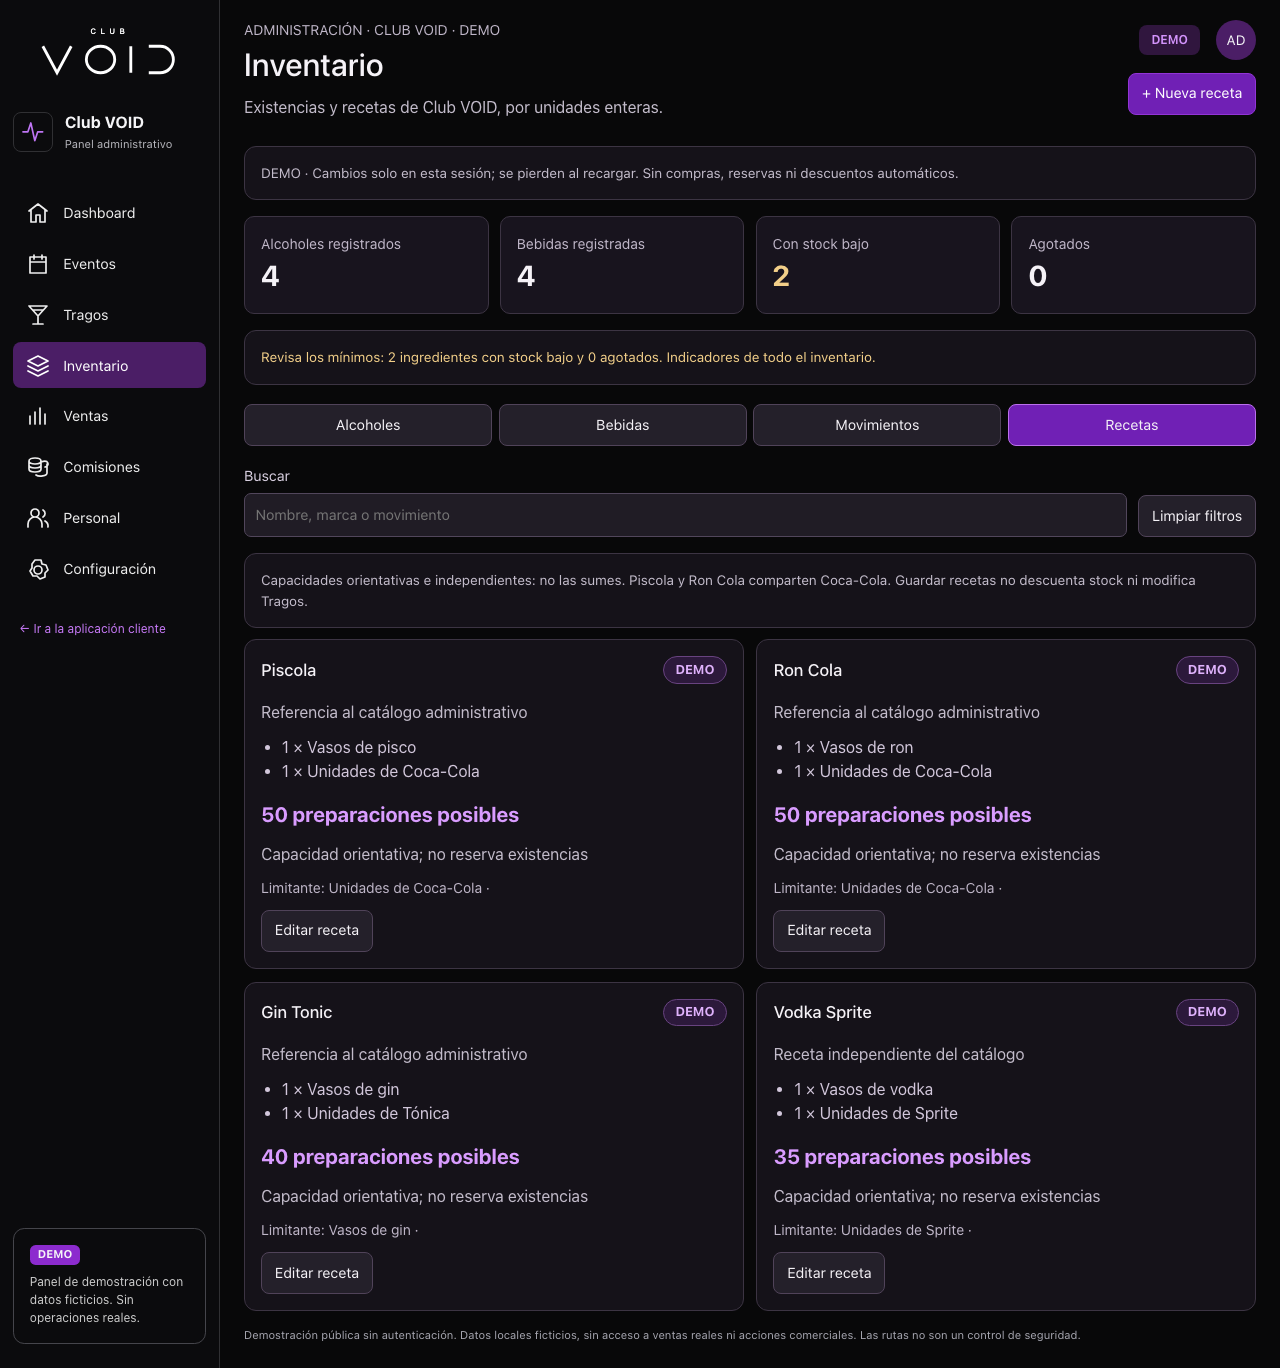 CLUB
VOID
Club VOID
Panel administrativo
Dashboard
Eventos
Tragos
Inventario
Ventas
Comisiones
Personal
Configuración
← Ir a la aplicación cliente
DEMO
Panel de demostración con
datos ficticios. Sin
operaciones reales.
ADMINISTRACIÓN · CLUB VOID · DEMO
Inventario
Existencias y recetas de Club VOID, por unidades enteras.
DEMO
AD
+ Nueva receta
DEMO · Cambios solo en esta sesión; se pierden al recargar. Sin compras, reservas ni descuentos automáticos.
Alcoholes registrados
4
Bebidas registradas
4
Con stock bajo
2
Agotados
0
Revisa los mínimos: 2 ingredientes con stock bajo y 0 agotados. Indicadores de todo el inventario.
Alcoholes
Bebidas
Movimientos
Recetas
Buscar
Nombre, marca o movimiento
Limpiar filtros
Capacidades orientativas e independientes: no las sumes. Piscola y Ron Cola comparten Coca-Cola. Guardar recetas no descuenta stock ni modifica
Tragos.
Piscola
DEMO
Referencia al catálogo administrativo
• 1 × Vasos de pisco
• 1 × Unidades de Coca-Cola
50 preparaciones posibles
Capacidad orientativa; no reserva existencias
Limitante: Unidades de Coca-Cola ·
Editar receta
Ron Cola
DEMO
Referencia al catálogo administrativo
• 1 × Vasos de ron
• 1 × Unidades de Coca-Cola
50 preparaciones posibles
Capacidad orientativa; no reserva existencias
Limitante: Unidades de Coca-Cola ·
Editar receta
Gin Tonic
DEMO
Referencia al catálogo administrativo
• 1 × Vasos de gin
• 1 × Unidades de Tónica
40 preparaciones posibles
Capacidad orientativa; no reserva existencias
Limitante: Vasos de gin ·
Editar receta
Vodka Sprite
DEMO
Receta independiente del catálogo
• 1 × Vasos de vodka
• 1 × Unidades de Sprite
35 preparaciones posibles
Capacidad orientativa; no reserva existencias
Limitante: Unidades de Sprite ·
Editar receta
Demostración pública sin autenticación. Datos locales ficticios, sin acceso a ventas reales ni acciones comerciales. Las rutas no son un control de seguridad.